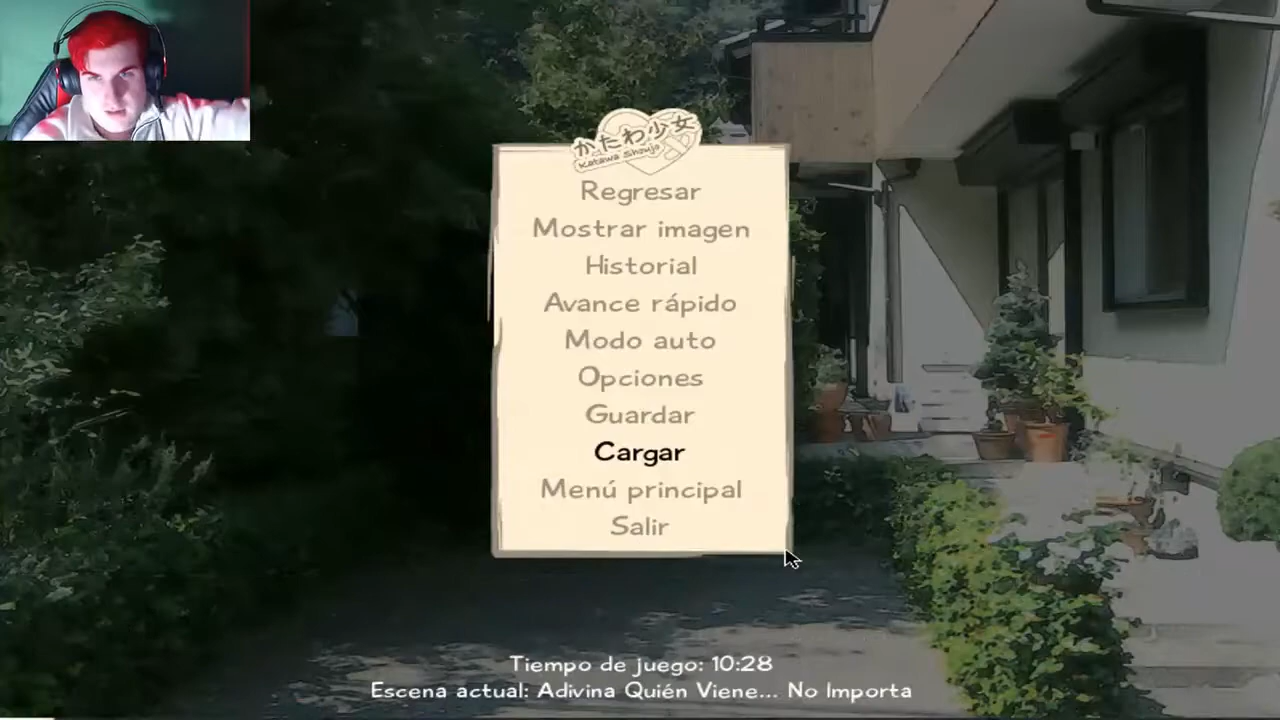 かたわ少女
Katawa Shoujo
Regresar
Mostrar imagen
Historial
Avance rápido
Modo auto
Opciones
Guardar
Cargar
Menú principal
Salir
Tiempo de juego: 10:28
Escena actual: Adivina Quién Viene... No Importa